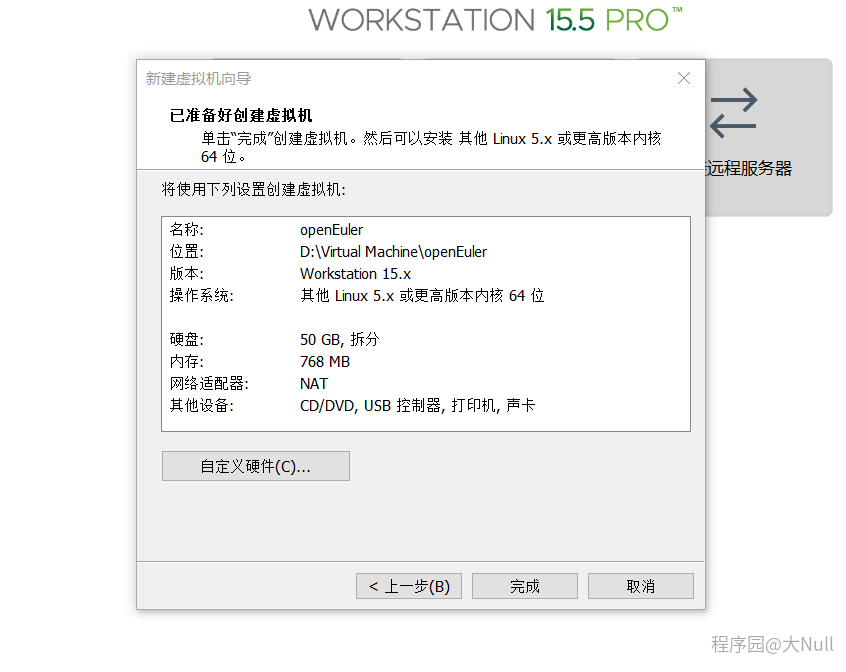 WORKSTATION 15.5 PRO™
新建虚拟机向导
已准备好创建虚拟机
单击“完成”创建虚拟机。然后可以安装 其他 Linux 5.x 或更高版本内核
64 位。
远程服务器
将使用下列设置创建虚拟机:
名称: openEuler
位置: D:\Virtual Machine\openEuler
版本: Workstation 15.x
操作系统: 其他 Linux 5.x 或更高版本内核 64 位
硬盘: 50 GB, 拆分
内存: 768 MB
网络适配器: NAT
其他设备: CD/DVD, USB 控制器, 打印机, 声卡
自定义硬件(C)...
< 上一步(B) 完成 取消
程序园@大Null